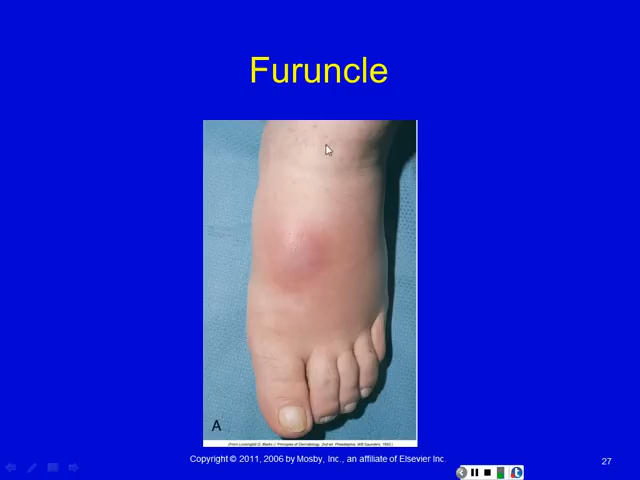 Furuncle
A
(From Lookingbill D, Marks J: Principles of Dermatology, 2nd ed. Philadelphia, WB Saunders, 1993.)
Copyright © 2011, 2006 by Mosby, Inc., an affiliate of Elsevier Inc.
27